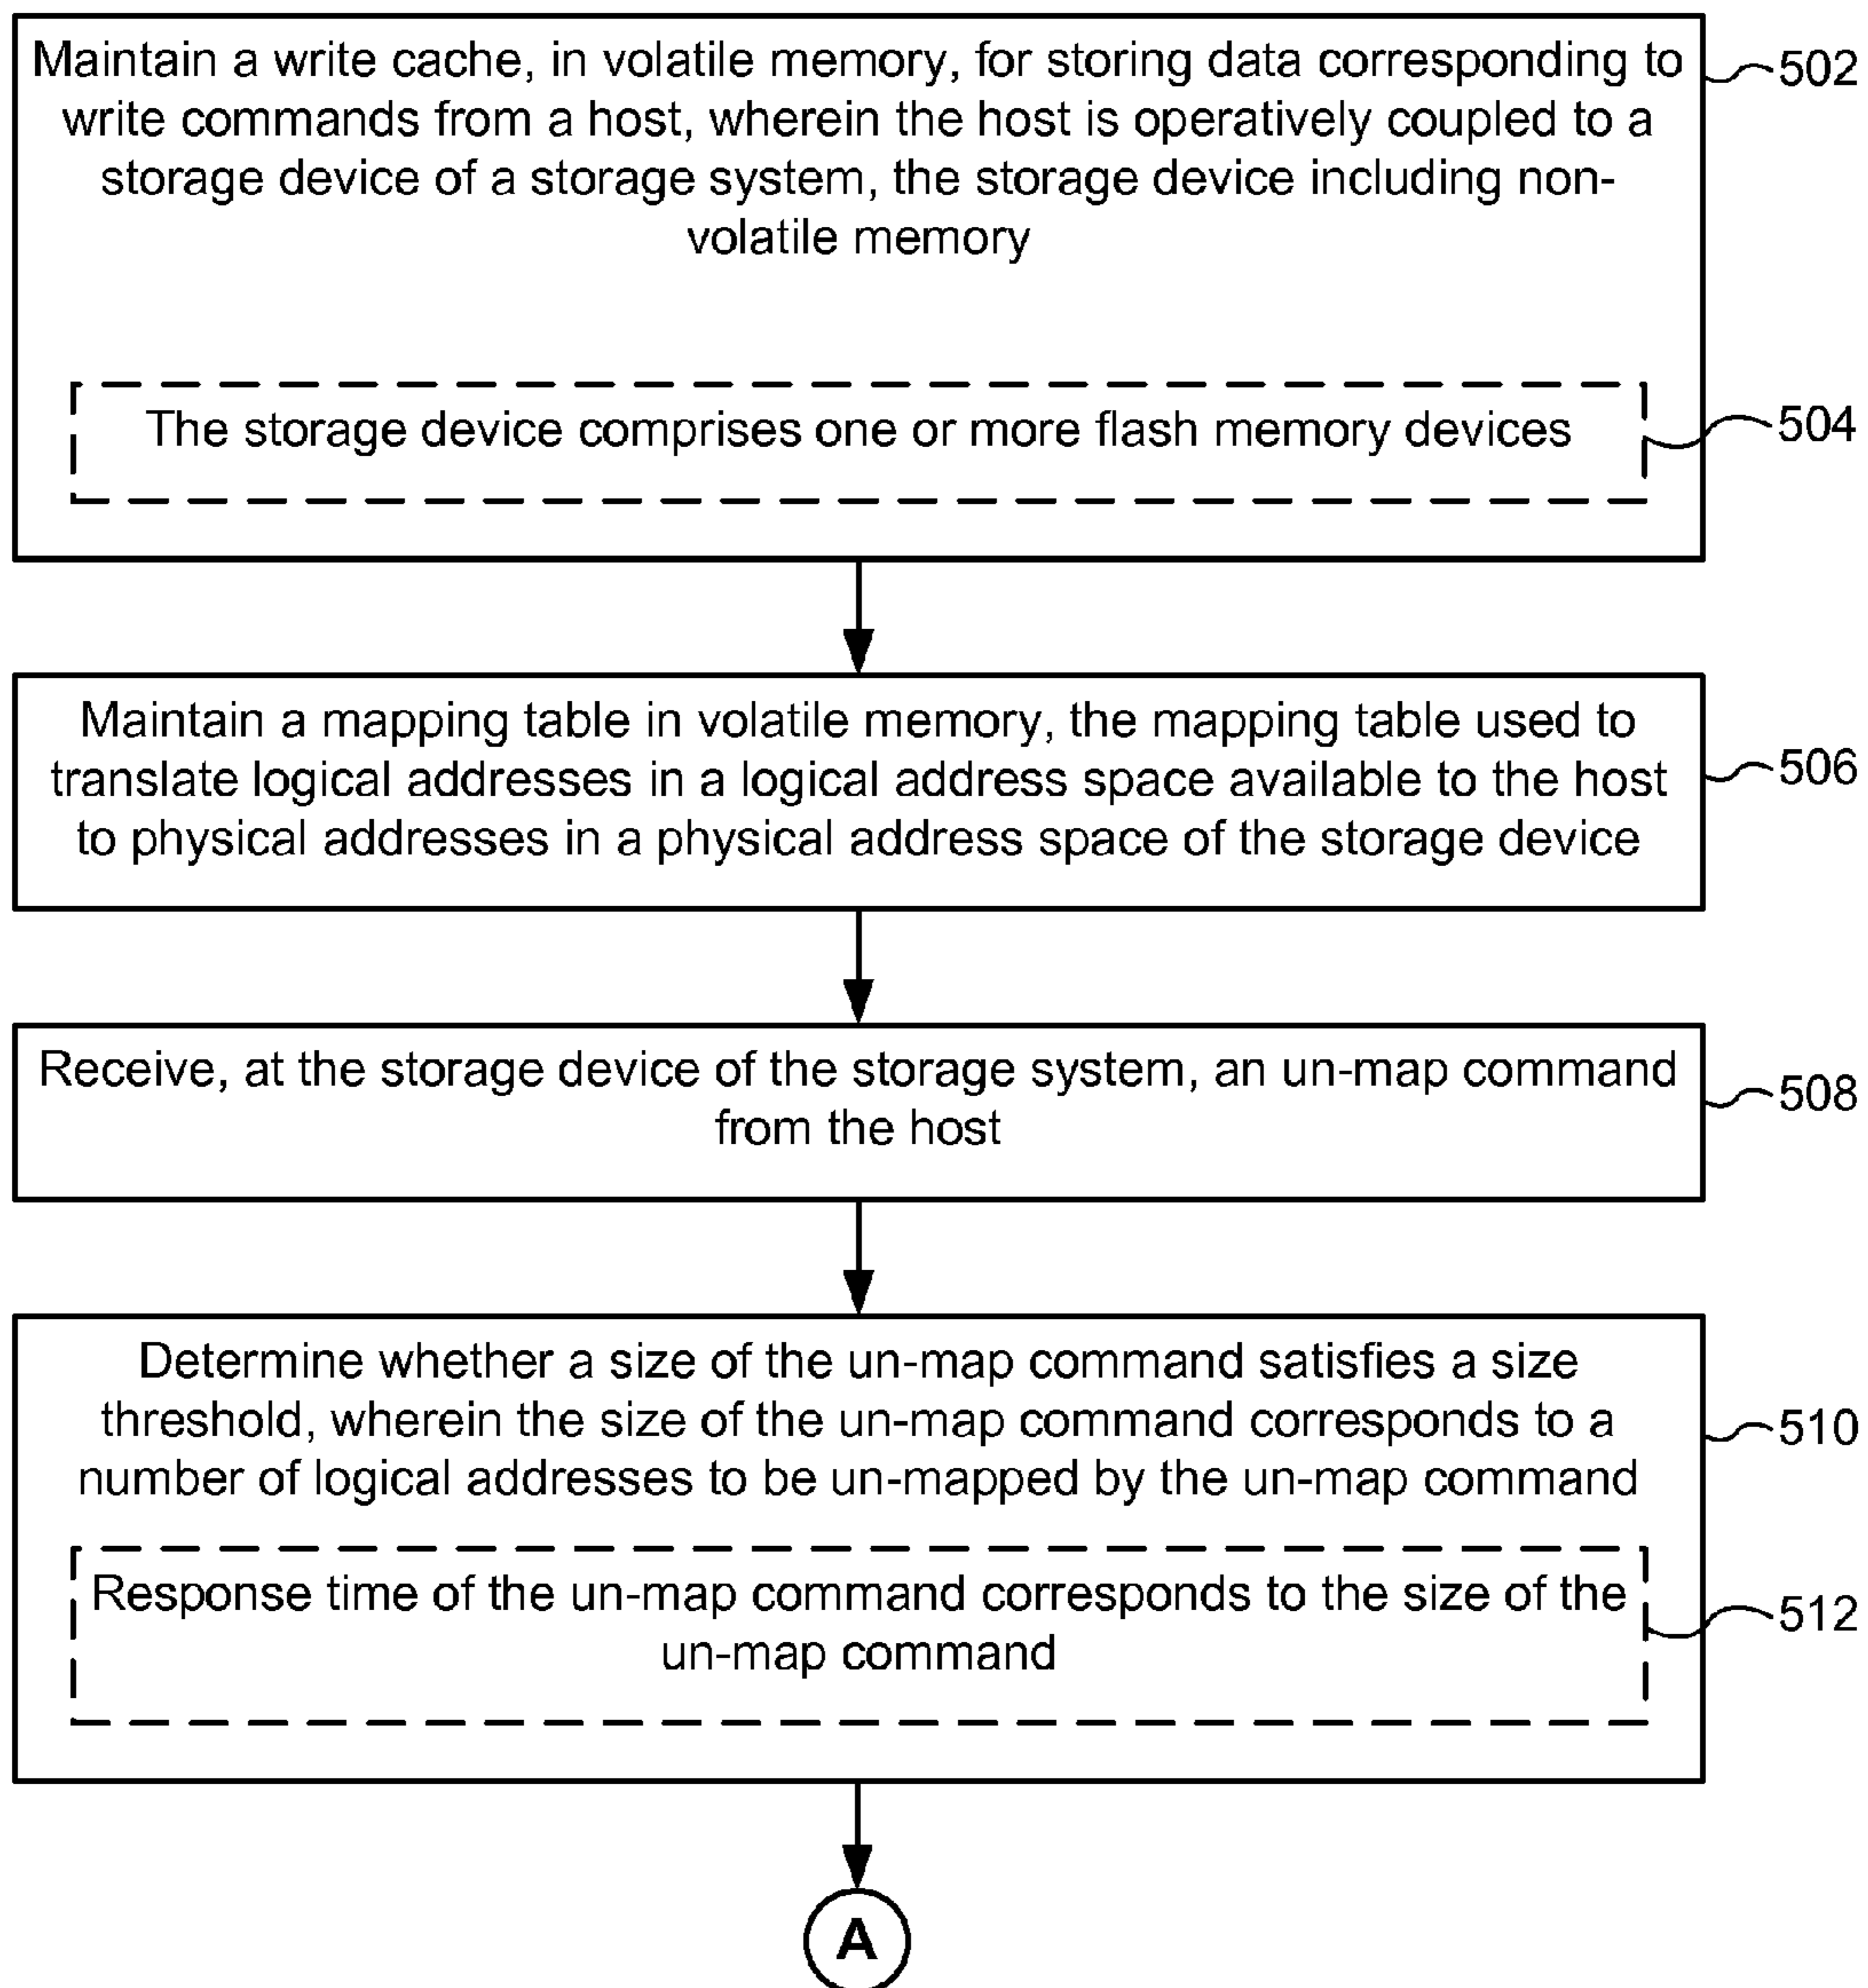 Maintain a write cache, in volatile memory, for storing data corresponding to
write commands from a host, wherein the host is operatively coupled to a
storage device of a storage system, the storage device including non-
volatile memory
502
The storage device comprises one or more flash memory devices
504
Maintain a mapping table in volatile memory, the mapping table used to
translate logical addresses in a logical address space available to the host
to physical addresses in a physical address space of the storage device
506
Receive, at the storage device of the storage system, an un-map command
from the host
508
Determine whether a size of the un-map command satisfies a size
threshold, wherein the size of the un-map command corresponds to a
number of logical addresses to be un-mapped by the un-map command
510
Response time of the un-map command corresponds to the size of the
un-map command
512
A